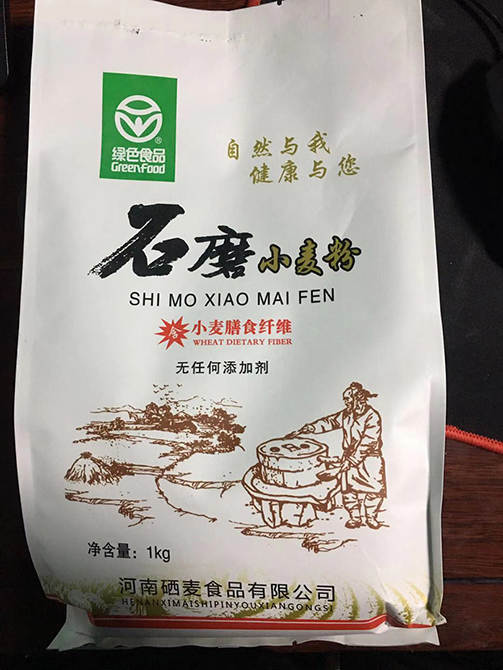 绿色食品
®
GreenFood
自然与我
健康与您
石磨小麦粉
SHI MO XIAO MAI FEN
含 小麦膳食纤维
WHEAT DIETARY FIBER
无任何添加剂
净含量：1kg
河南硒麦食品有限公司
HENANXIMAISHIPINYOUXIANGONGSI